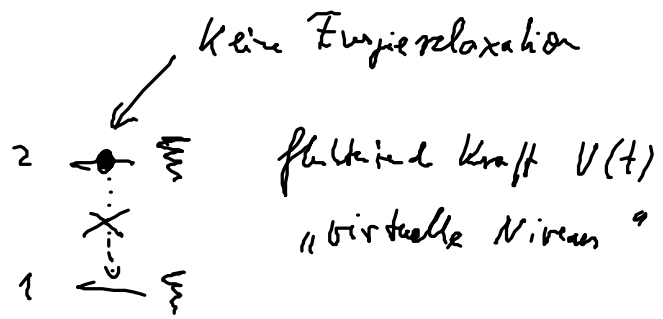 Keine Energierelaxation
2
fluktuierende Kraft V(t)
„virtuelle Niveaus“
1